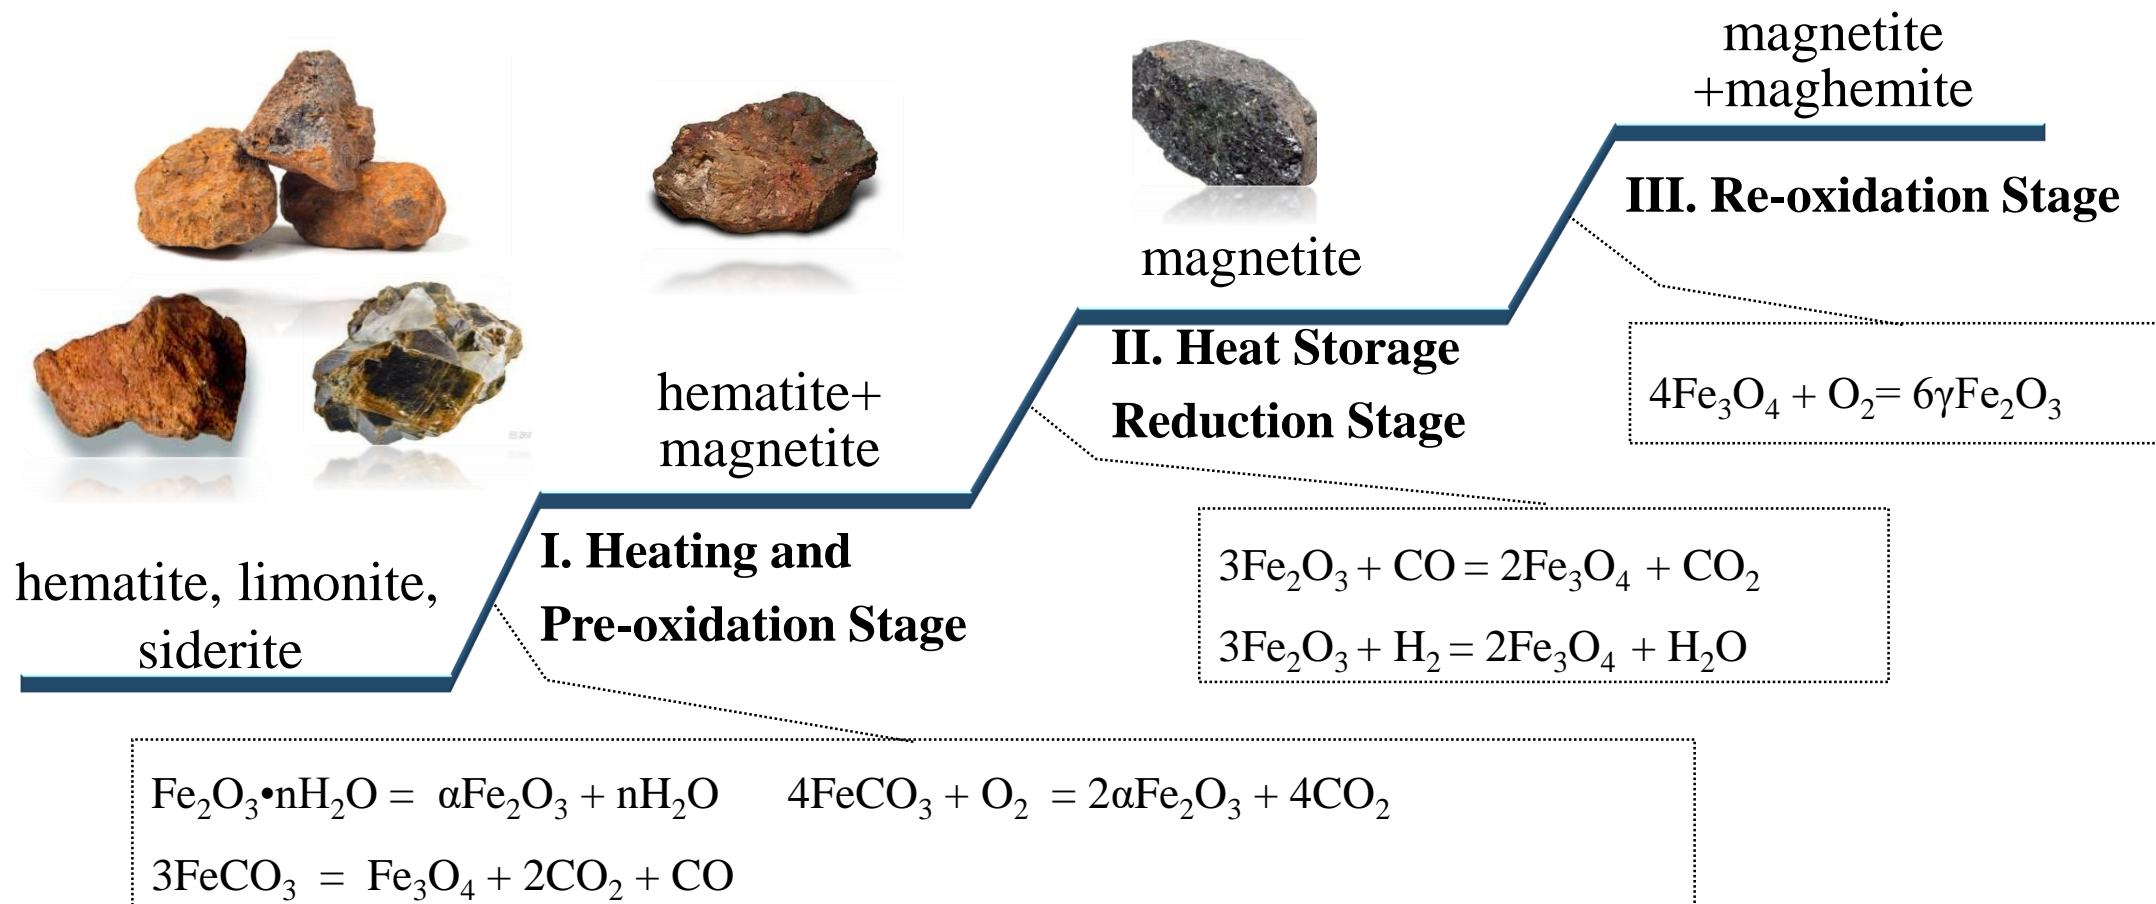 magnetite
+maghemite
III. Re-oxidation Stage
magnetite
II. Heat Storage
Reduction Stage
4Fe₃O₄ + O₂= 6γFe₂O₃
hematite+
magnetite
I. Heating and
Pre-oxidation Stage
3Fe₂O₃ + CO = 2Fe₃O₄ + CO₂
3Fe₂O₃ + H₂ = 2Fe₃O₄ + H₂O
hematite, limonite,
siderite
Fe₂O₃•nH₂O = αFe₂O₃ + nH₂O 4FeCO₃ + O₂ = 2αFe₂O₃ + 4CO₂
3FeCO₃ = Fe₃O₄ + 2CO₂ + CO